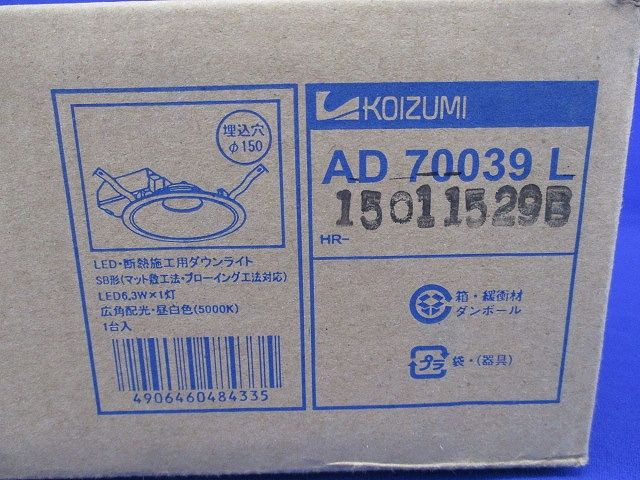 埋込穴
φ150
LED・断熱施工用ダウンライト
SB形(マット敷工法・ブローイング工法対応)
LED6.3W×1灯
広角配光・昼白色(5000K)
1台入
4906460484335
KOIZUMI
AD 70039 L
15011529B
HR-
箱・緩衝材
ダンボール
プラ
袋・(器具)